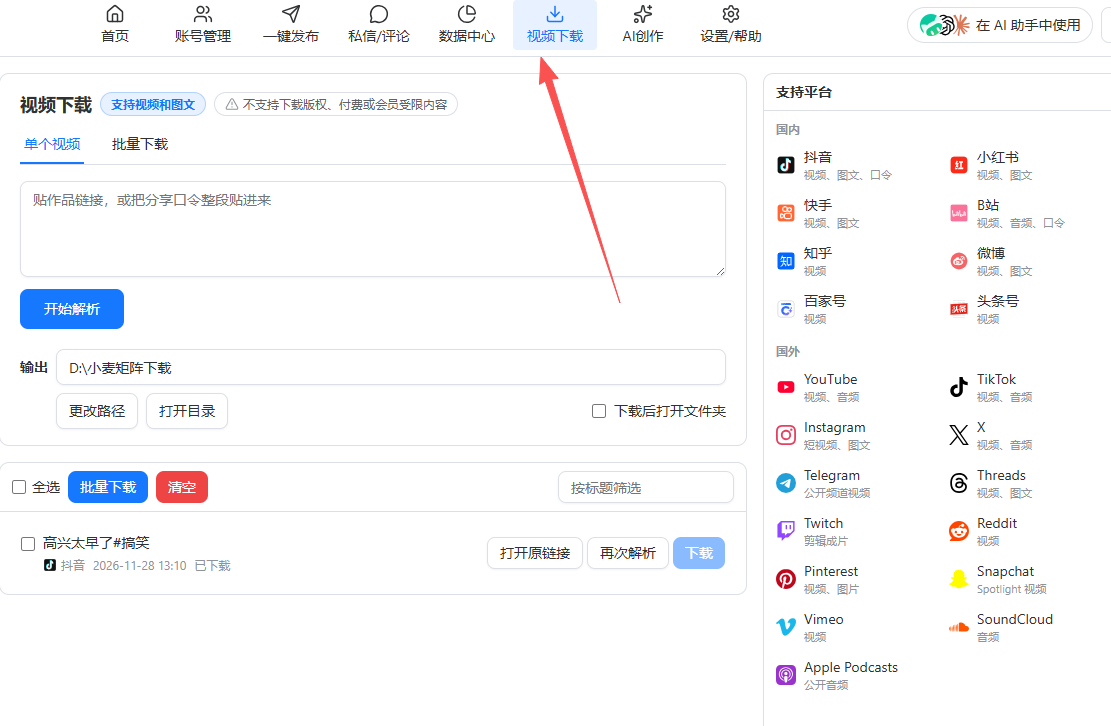 首页
账号管理
一键发布
私信/评论
数据中心
视频下载
AI创作
设置/帮助
在 AI 助手中使用
视频下载 支持视频和图文 不支持下载版权、付费或会员受限内容
单个视频 批量下载
贴作品链接，或把分享口令整段贴进来
开始解析
输出 D:\小麦矩阵下载
更改路径 打开目录 下载后打开文件夹
全选 批量下载 清空 按标题筛选
高兴太早了#搞笑
抖音 2026-11-28 13:10 已下载
打开原链接 再次解析 下载
支持平台
国内
抖音
视频、图文、口令
小红书
视频、图文
快手
视频、图文
B站
视频、音频、口令
知乎
视频
微博
视频、图文
百家号
视频
头条号
视频
国外
YouTube
视频、音频
TikTok
视频、音频
Instagram
短视频、图文
X
视频、音频
Telegram
公开频道视频
Threads
视频、图文
Twitch
剪辑成片
Reddit
视频
Pinterest
视频、图片
Snapchat
Spotlight 视频
Vimeo
视频
SoundCloud
音频
Apple Podcasts
公开音频